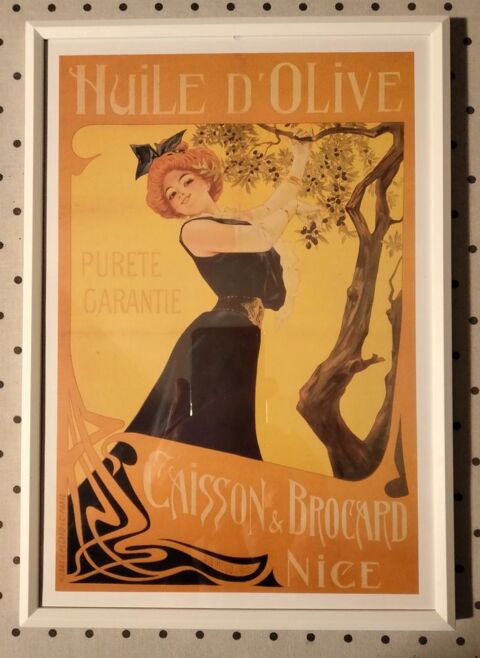 HUILE D'OLIVE
PURETÉ
GARANTIE
CAISSON & BROCARD
NICE